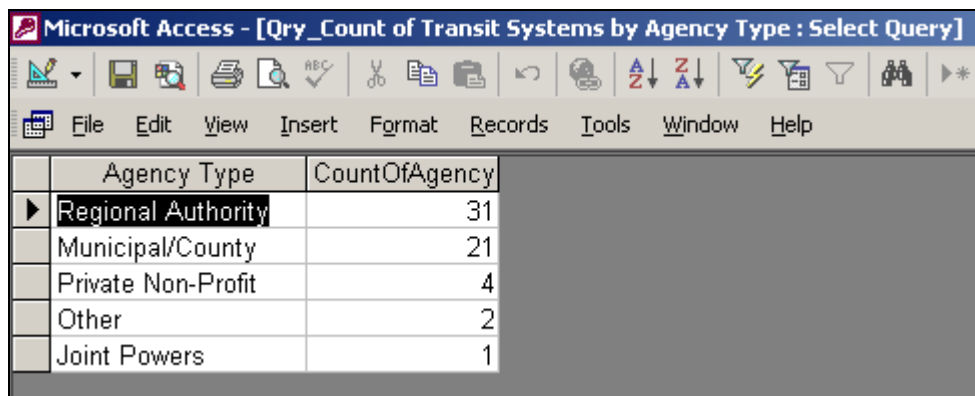 Microsoft Access - [Qry_Count of Transit Systems by Agency Type : Select Query]
ABC
A Z Z A
File Edit View Insert Format Records Tools Window Help
Agency Type CountOfAgency
Regional Authority 31
Municipal/County 21
Private Non-Profit 4
Other 2
Joint Powers 1